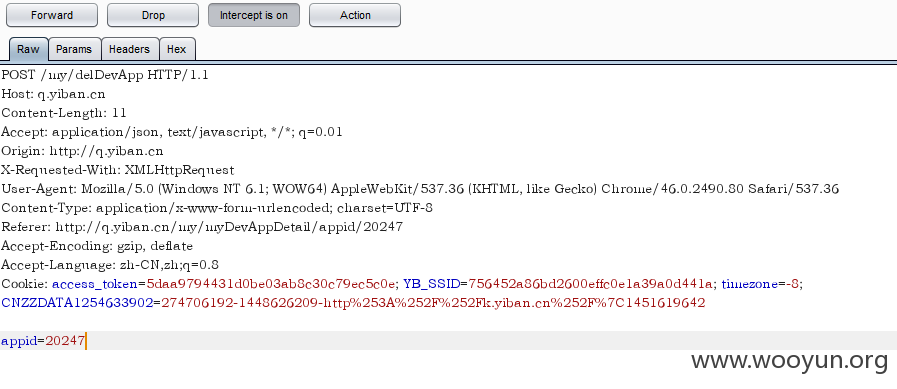 Forward Drop Intercept is on Action
Raw Params Headers Hex
POST /my/delDevApp HTTP/1.1
Host: q.yiban.cn
Content-Length: 11
Accept: application/json, text/javascript, */*; q=0.01
Origin: http://q.yiban.cn
X-Requested-With: XMLHttpRequest
User-Agent: Mozilla/5.0 (Windows NT 6.1; WOW64) AppleWebKit/537.36 (KHTML, like Gecko) Chrome/46.0.2490.80 Safari/537.36
Content-Type: application/x-www-form-urlencoded; charset=UTF-8
Referer: http://q.yiban.cn/my/myDevAppDetail/appid/20247
Accept-Encoding: gzip, deflate
Accept-Language: zh-CN,zh;q=0.8
Cookie: access_token=5daa9794431d0be03ab8c30c79ec5c0e; YB_SSID=756452a86bd2600effc0e1a39a0d441a; timezone=-8;
CNZZDATA1254633902=274706192-1448626209-http%253A%252F%252Fk.yiban.cn%252F%7C1451619642
appid=20247
www.wooyun.org